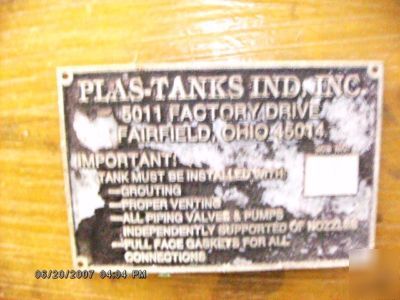 PLAS-TANKS IND, INC.
5011 FACTORY DRIVE
FAIRFIELD, OHIO 45014
IMPORTANT!
TANK MUST BE INSTALLED WITH:
—GROUTING
—PROPER VENTING
—ALL PIPING VALVES & PUMPS
INDEPENDENTLY SUPPORTED OF NOZZLES
—FULL FACE GASKETS FOR ALL
CONNECTIONS
06/20/2007 04:04 PM